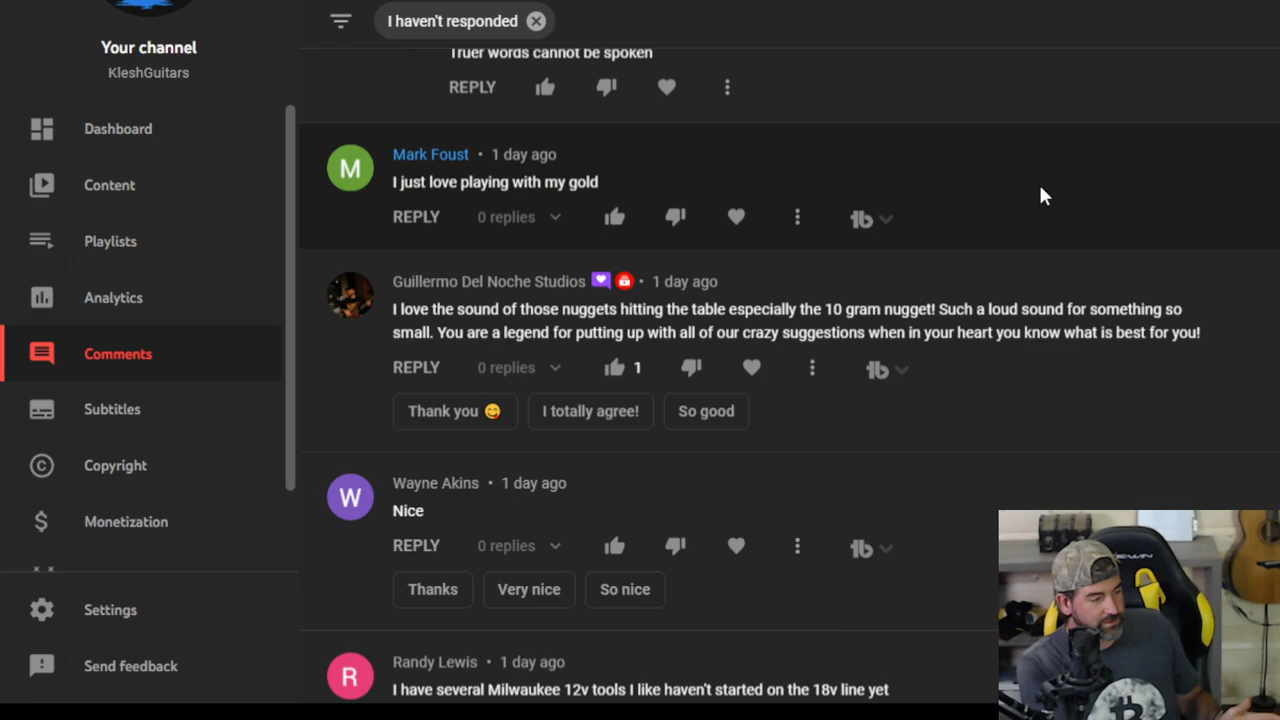 Your channel
KleshGuitars
Dashboard
Content
Playlists
Analytics
Comments
Subtitles
Copyright
Monetization
Settings
Send feedback
I haven't responded
Truer words cannot be spoken
REPLY
Mark Foust • 1 day ago
I just love playing with my gold
REPLY 0 replies
Guillermo Del Noche Studios • 1 day ago
I love the sound of those nuggets hitting the table especially the 10 gram nugget! Such a loud sound for something so
small. You are a legend for putting up with all of our crazy suggestions when in your heart you know what is best for you!
REPLY 0 replies 1
Thank you 😋 I totally agree! So good
Wayne Akins • 1 day ago
Nice
REPLY 0 replies
Thanks Very nice So nice
Randy Lewis • 1 day ago
I have several Milwaukee 12v tools I like haven't started on the 18v line yet